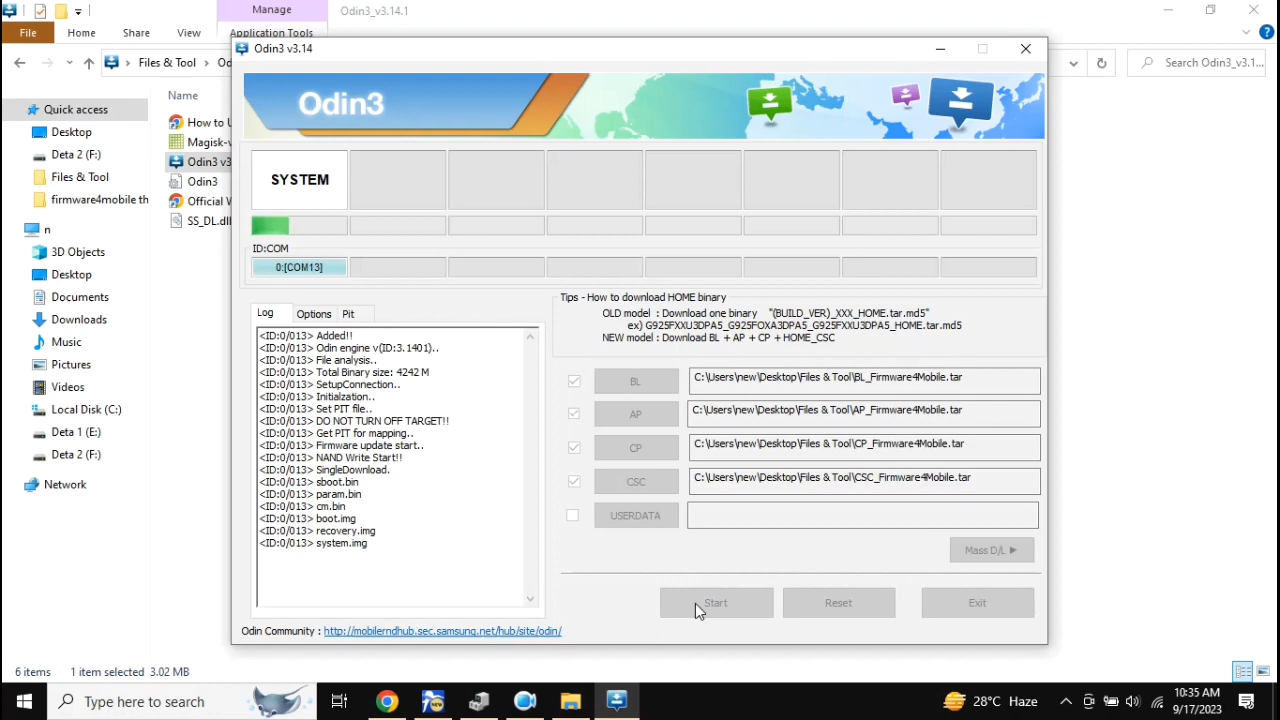 Manage
Odin3_v3.14.1
File
Home
Share
View
Application Tools
Files & Tool
Od
Search Odin3_v3.1...
Quick access
Desktop
Deta 2 (F:)
Files & Tool
firmware4mobile th
n
3D Objects
Desktop
Documents
Downloads
Music
Pictures
Videos
Local Disk (C:)
Deta 1 (E:)
Deta 2 (F:)
Network
Name
How to U
Magisk-v
Odin3 v3
Odin3
Official W
SS_DL.dll
Odin3 v3.14
Odin3
SYSTEM
ID:COM
0:[COM13]
Log
Options
Pit
<ID:0/013> Added!!
<ID:0/013> Odin engine v(ID:3.1401)..
<ID:0/013> File analysis..
<ID:0/013> Total Binary size: 4242 M
<ID:0/013> SetupConnection..
<ID:0/013> Initialzation..
<ID:0/013> Set PIT file..
<ID:0/013> DO NOT TURN OFF TARGET!!
<ID:0/013> Get PIT for mapping..
<ID:0/013> Firmware update start..
<ID:0/013> NAND Write Start!!
<ID:0/013> SingleDownload.
<ID:0/013> sboot.bin
<ID:0/013> param.bin
<ID:0/013> cm.bin
<ID:0/013> boot.img
<ID:0/013> recovery.img
<ID:0/013> system.img
Tips - How to download HOME binary
OLD model : Download one binary "(BUILD_VER)_XXX_HOME.tar.md5"
ex) G925FXXU3DPA5_G925FOXA3DPA5_G925FXXU3DPA5_HOME.tar.md5
NEW model : Download BL + AP + CP + HOME_CSC
BL
C:\Users\new\Desktop\Files & Tool\BL_Firmware4Mobile.tar
AP
C:\Users\new\Desktop\Files & Tool\AP_Firmware4Mobile.tar
CP
C:\Users\new\Desktop\Files & Tool\CP_Firmware4Mobile.tar
CSC
C:\Users\new\Desktop\Files & Tool\CSC_Firmware4Mobile.tar
USERDATA
Mass D/L
Start
Reset
Exit
Odin Community : http://mobilerndhub.sec.samsung.net/hub/site/odin/
6 items 1 item selected 3.02 MB
Type here to search
28°C Haze
10:35 AM
9/17/2023